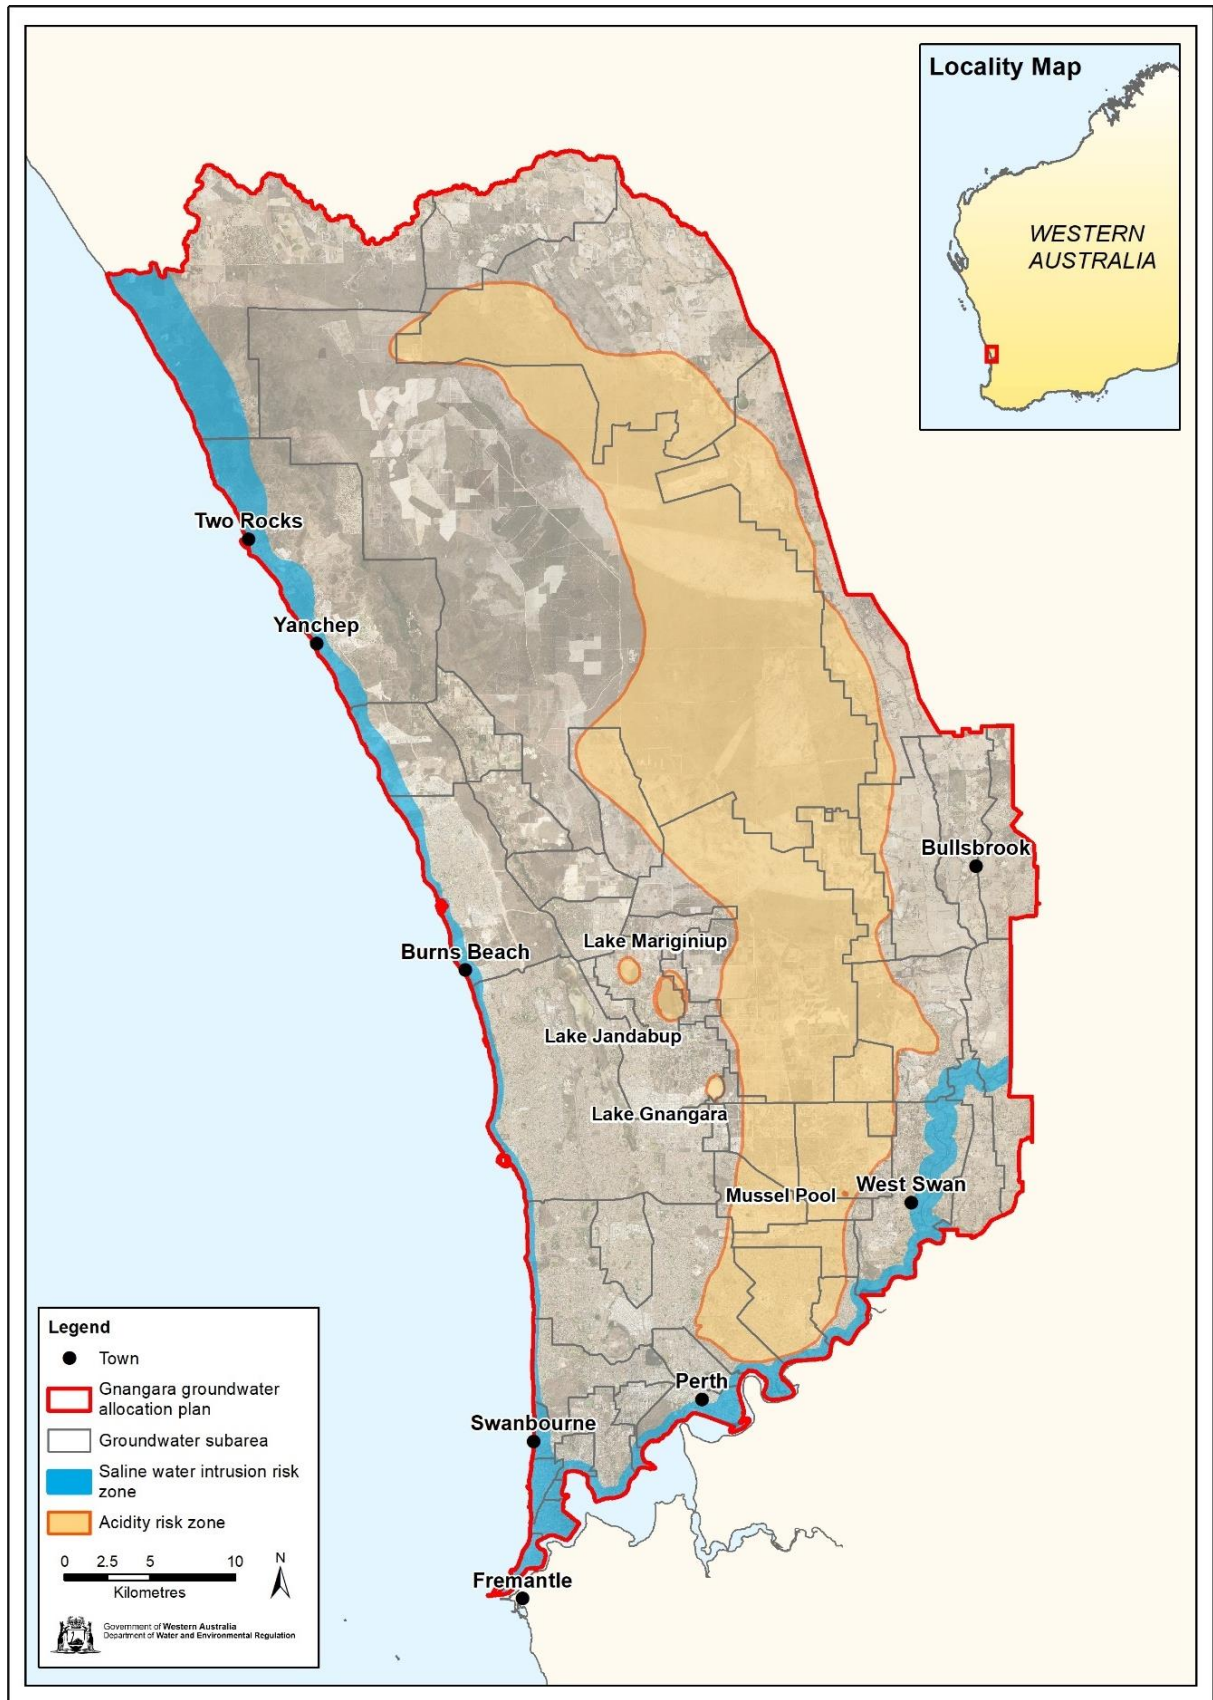 Locality Map
WESTERN
AUSTRALIA
Two Rocks
Yanchep
Bullsbrook
Lake Mariginiup
Burns Beach
Lake Jandabup
Lake Gnangara
Mussel Pool
West Swan
Perth
Swanbourne
Fremantle
Legend
Town
Gnangara groundwater
allocation plan
Groundwater subarea
Saline water intrusion risk
zone
Acidity risk zone
0 2.5 5 10
Kilometres
N
Government of Western Australia
Department of Water and Environmental Regulation